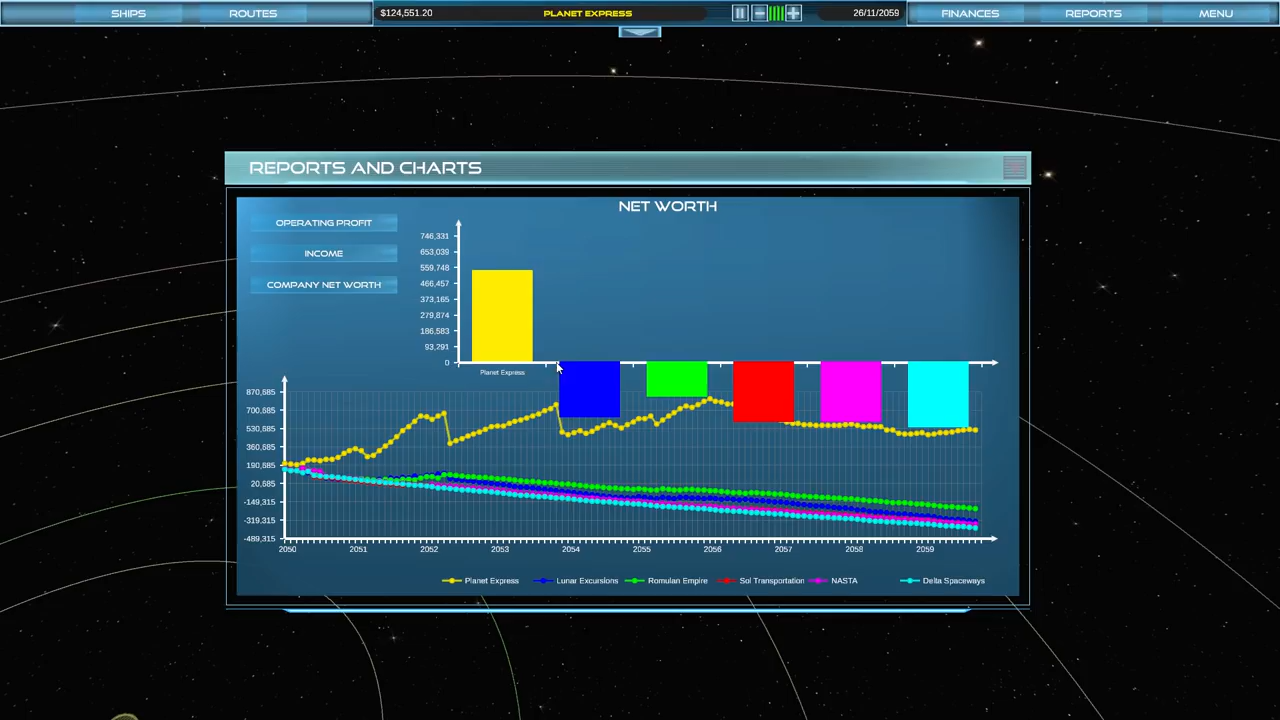 SHIPS
ROUTES
$124,551.20
PLANET EXPRESS
26/11/2059
FINANCES
REPORTS
MENU
REPORTS AND CHARTS
OPERATING PROFIT
INCOME
COMPANY NET WORTH
NET WORTH
746,331
653,039
559,748
466,457
373,165
279,874
186,583
93,291
0
Planet Express
870,685
700,685
530,685
360,685
190,685
20,685
-149,315
-319,315
-489,315
2050 2051 2052 2053 2054 2055 2056 2057 2058 2059
Planet Express Lunar Excursions Romulan Empire Sol Transportation NASTA Delta Spaceways